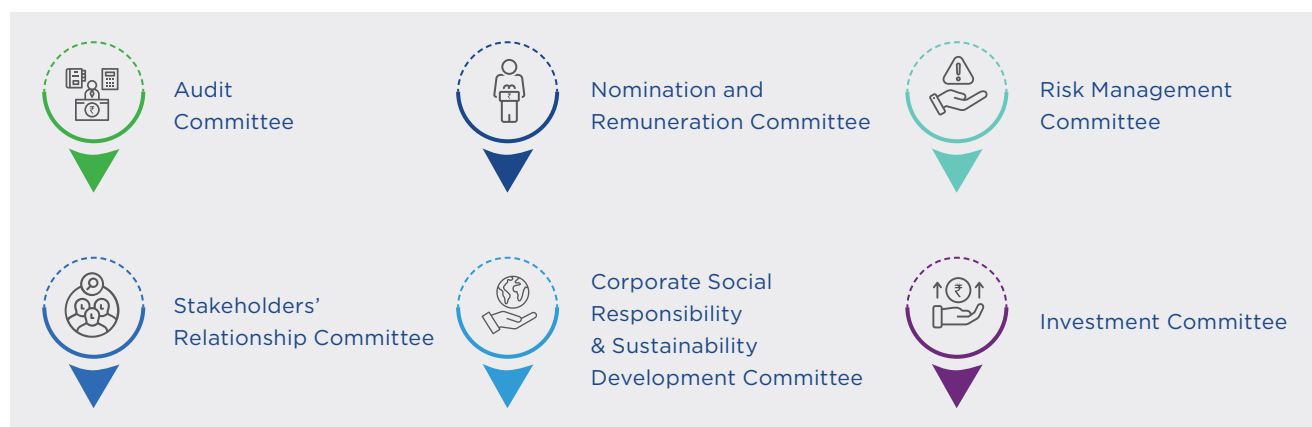 Audit
Committee
Nomination and
Remuneration Committee
Risk Management
Committee
Stakeholders’
Relationship Committee
Corporate Social
Responsibility
& Sustainability
Development Committee
Investment Committee